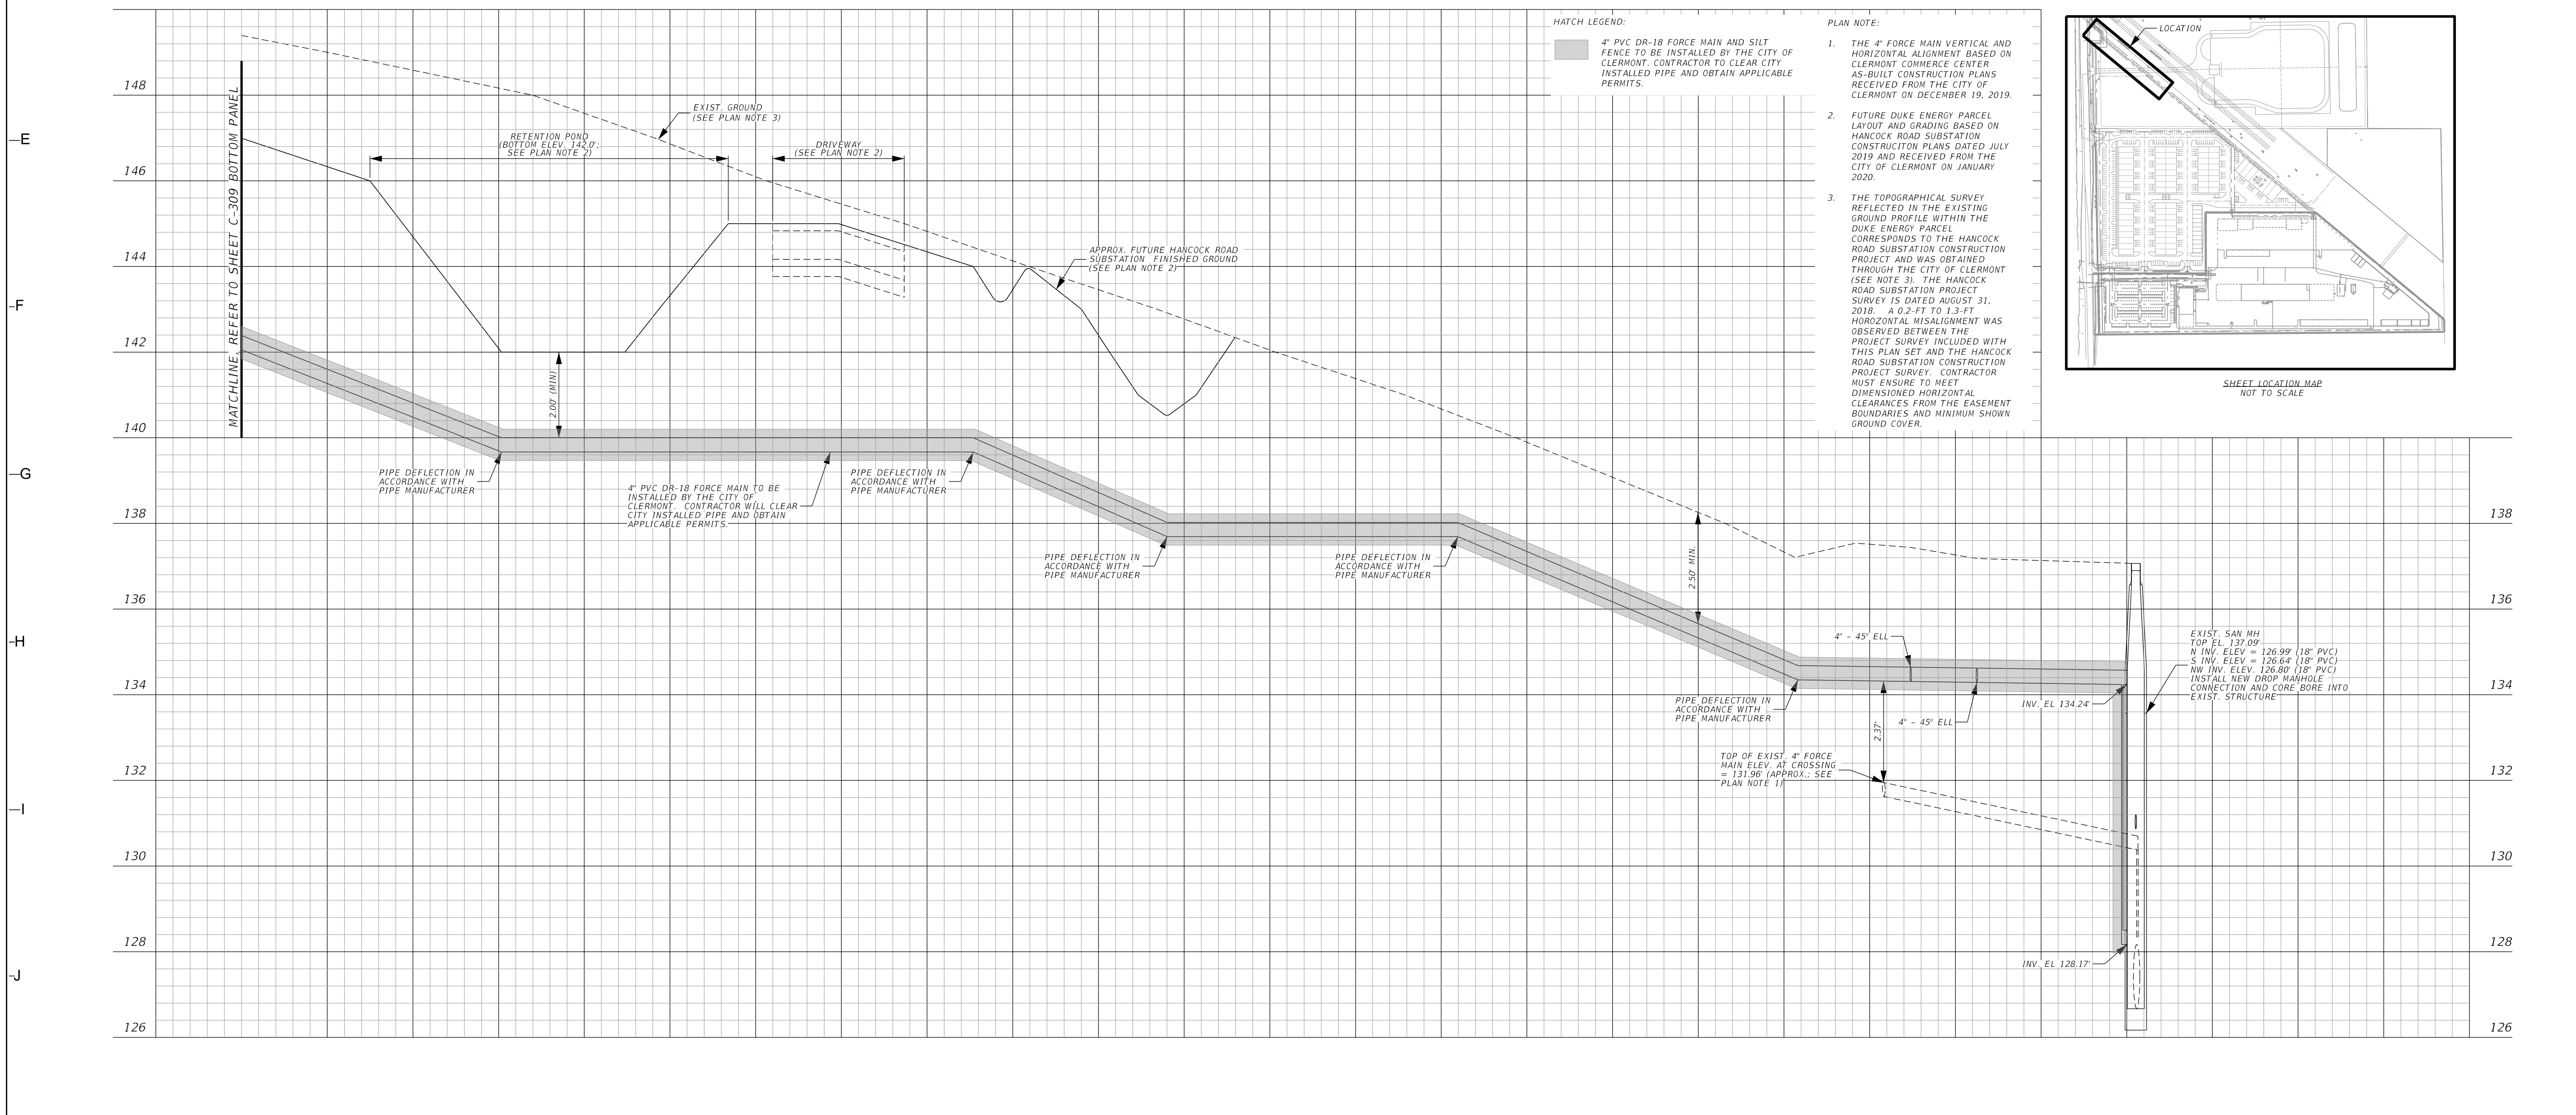 HATCH LEGEND:
4" PVC DR-18 FORCE MAIN AND SILT
FENCE TO BE INSTALLED BY THE CITY OF
CLERMONT. CONTRACTOR TO CLEAR CITY
INSTALLED PIPE AND OBTAIN APPLICABLE
PERMITS.
PLAN NOTE:
1. THE 4" FORCE MAIN VERTICAL AND
HORIZONTAL ALIGNMENT BASED ON
CLERMONT COMMERCE CENTER
AS-BUILT CONSTRUCTION PLANS
RECEIVED FROM THE CITY OF
CLERMONT ON DECEMBER 19, 2019.
2. FUTURE DUKE ENERGY PARCEL
LAYOUT AND GRADING BASED ON
HANCOCK ROAD SUBSTATION
CONSTRUCITON PLANS DATED JULY
2019 AND RECEIVED FROM THE
CITY OF CLERMONT ON JANUARY
2020.
3. THE TOPOGRAPHICAL SURVEY
REFLECTED IN THE EXISTING
GROUND PROFILE WITHIN THE
DUKE ENERGY PARCEL
CORRESPONDS TO THE HANCOCK
ROAD SUBSTATION CONSTRUCTION
PROJECT AND WAS OBTAINED
THROUGH THE CITY OF CLERMONT
(SEE NOTE 3). THE HANCOCK
ROAD SUBSTATION PROJECT
SURVEY IS DATED AUGUST 31,
2018. A 0.2-FT TO 1.3-FT
HOROZONTAL MISALIGNMENT WAS
OBSERVED BETWEEN THE
PROJECT SURVEY INCLUDED WITH
THIS PLAN SET AND THE HANCOCK
ROAD SUBSTATION CONSTRUCTION
PROJECT SURVEY. CONTRACTOR
MUST ENSURE TO MEET
DIMENSIONED HORIZONTAL
CLEARANCES FROM THE EASEMENT
BOUNDARIES AND MINIMUM SHOWN
GROUND COVER.
LOCATION
SHEET LOCATION MAP
NOT TO SCALE
E
F
G
H
I
J
148
146
144
142
140
138
136
134
132
130
128
126
MATCHLINE, REFER TO SHEET C-309 BOTTOM PANEL
EXIST. GROUND
(SEE PLAN NOTE 3)
RETENTION POND
(BOTTOM ELEV. 142.0';
SEE PLAN NOTE 2)
DRIVEWAY
(SEE PLAN NOTE 2)
APPROX. FUTURE HANCOCK ROAD
SUBSTATION FINISHED GROUND
(SEE PLAN NOTE 2)
2.00' (MIN)
PIPE DEFLECTION IN
ACCORDANCE WITH
PIPE MANUFACTURER
4" PVC DR-18 FORCE MAIN TO BE
INSTALLED BY THE CITY OF
CLERMONT. CONTRACTOR WILL CLEAR
CITY INSTALLED PIPE AND OBTAIN
APPLICABLE PERMITS.
PIPE DEFLECTION IN
ACCORDANCE WITH
PIPE MANUFACTURER
PIPE DEFLECTION IN
ACCORDANCE WITH
PIPE MANUFACTURER
PIPE DEFLECTION IN
ACCORDANCE WITH
PIPE MANUFACTURER
2.50' MIN.
4" - 45° ELL
PIPE DEFLECTION IN
ACCORDANCE WITH
PIPE MANUFACTURER
2.37'
4" - 45° ELL
TOP OF EXIST. 4" FORCE
MAIN ELEV. AT CROSSING
= 131.96' (APPROX.; SEE
PLAN NOTE 1)
EXIST. SAN MH
TOP EL. 137.09'
N INV. ELEV = 126.99' (18" PVC)
S INV. ELEV = 126.64' (18" PVC)
NW INV. ELEV. 126.80' (18" PVC)
INSTALL NEW DROP MANHOLE
CONNECTION AND CORE BORE INTO
EXIST. STRUCTURE
INV. EL 134.24'
INV. EL 128.17'
138
136
134
132
130
128
126